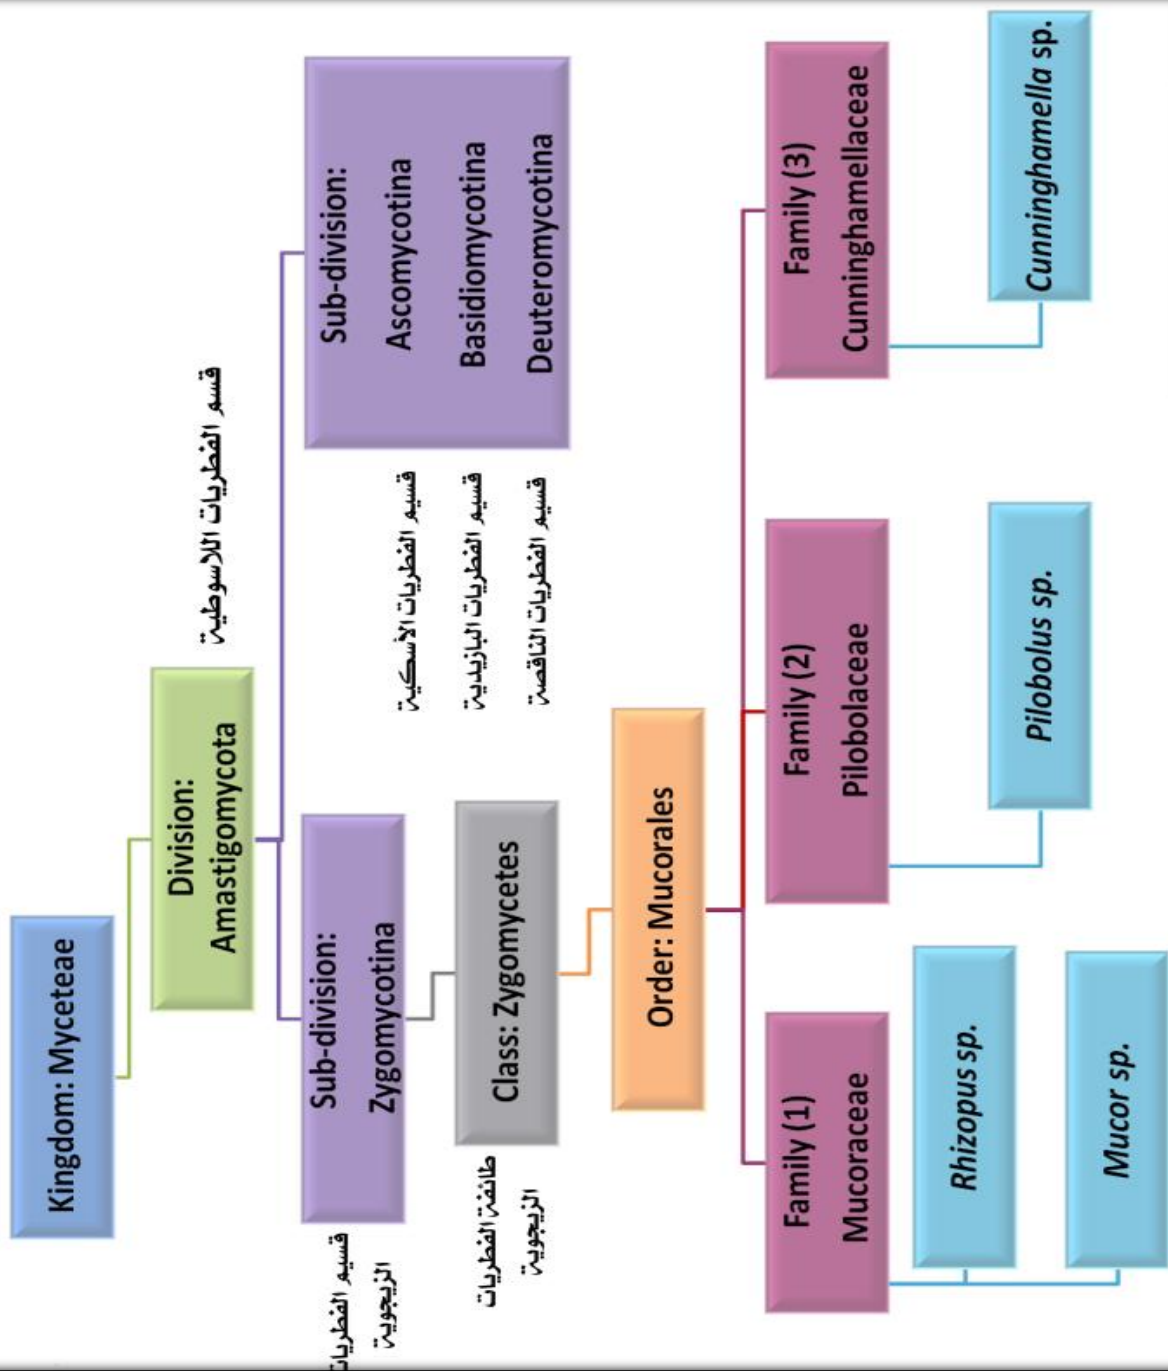 Kingdom: Myceteae
Division:
Amastigomycota
قسم الفطريات اللاسوطية
Sub-division:
Zygomycotina
قسيم الفطريات
الزيجوية
Sub-division:
Ascomycotina
Basidiomycotina
Deuteromycotina
قسيم الفطريات الأسكية
قسيم الفطريات البازيدية
قسيم الفطريات الناقصة
Class: Zygomycetes
طائفة الفطريات
الزيجوية
Order: Mucorales
Family (1)
Mucoraceae
Family (2)
Pilobolaceae
Family (3)
Cunninghamellaceae
Rhizopus sp.
Mucor sp.
Pilobolus sp.
Cunninghamella sp.